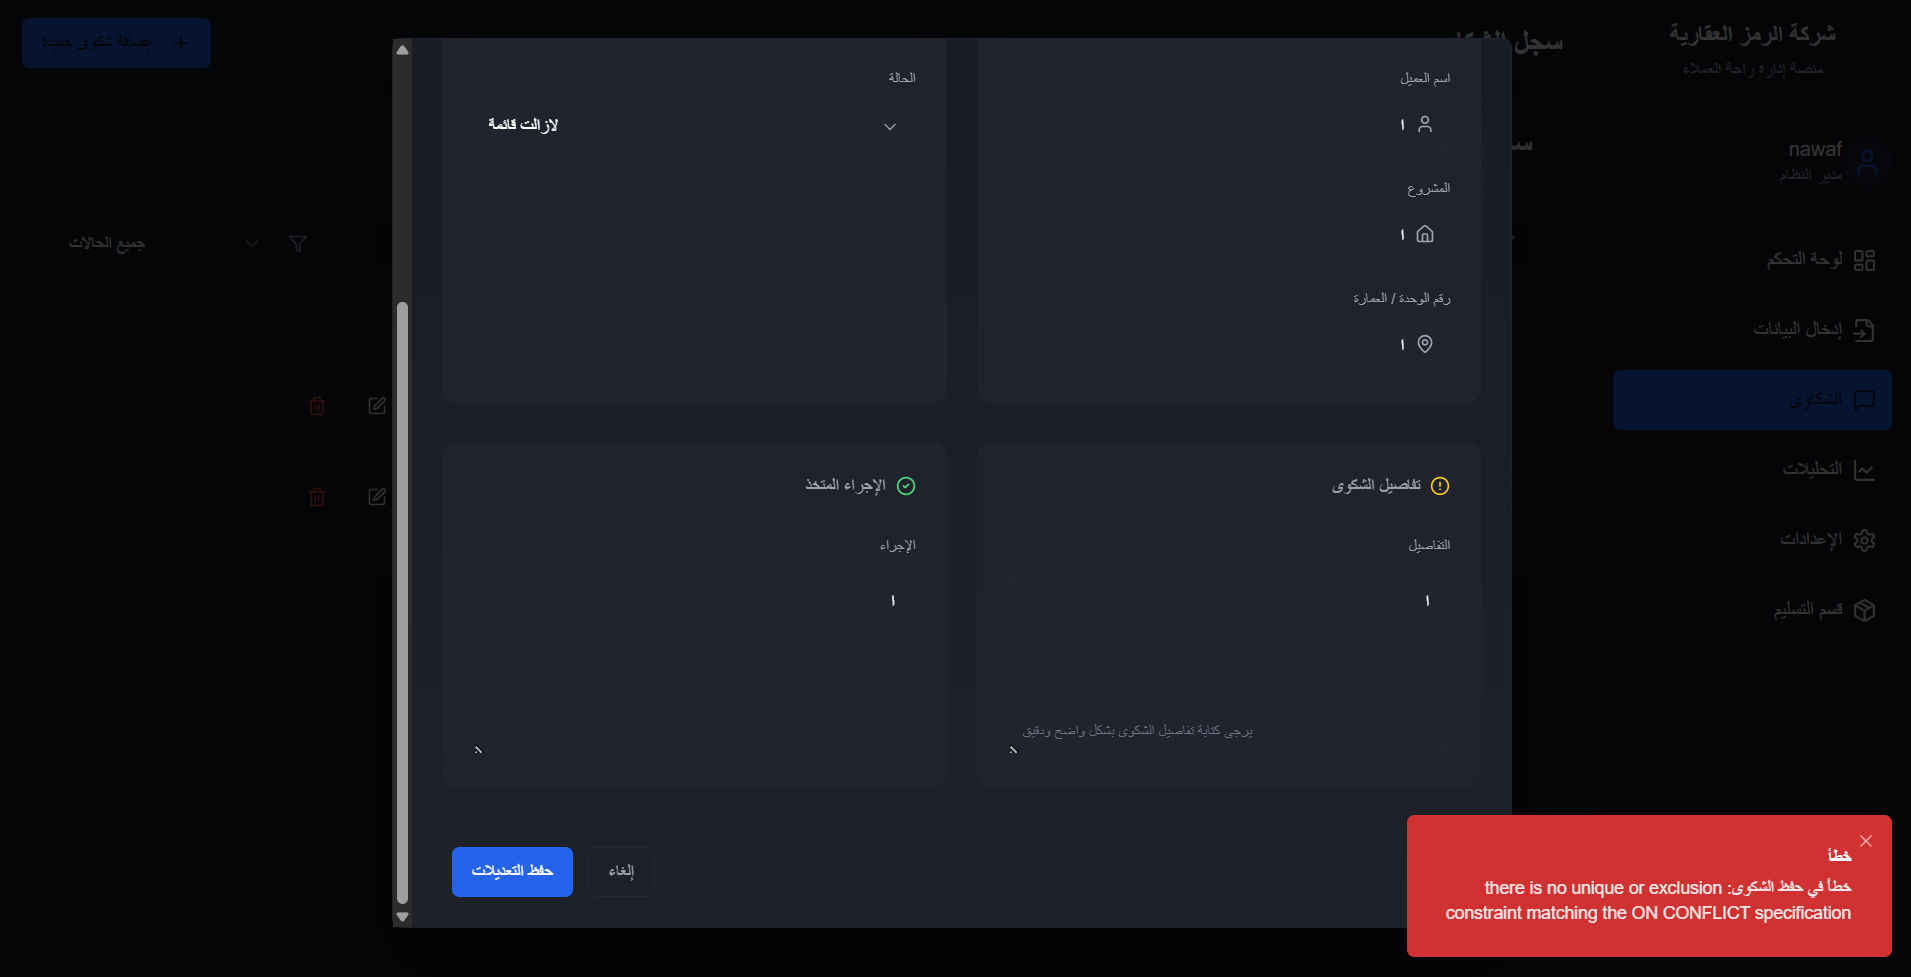 شركة الرمز العقارية
منصة إدارة راحة العملاء
nawaf
مدير النظام
لوحة التحكم
إدخال البيانات
الشكاوى
التحليلات
الإعدادات
قسم التسليم
إضافة شكوى جديدة
جميع الحالات
اسم العميل
ا
المشروع
ا
رقم الوحدة / العمارة
ا
الحالة
لازالت قائمة
تفاصيل الشكوى
التفاصيل
ا
يرجى كتابة تفاصيل الشكوى بشكل واضح ودقيق
الإجراء المتخذ
الإجراء
ا
إلغاء
حفظ التعديلات
خطأ
خطأ في حفظ الشكوى: there is no unique or exclusion
constraint matching the ON CONFLICT specification